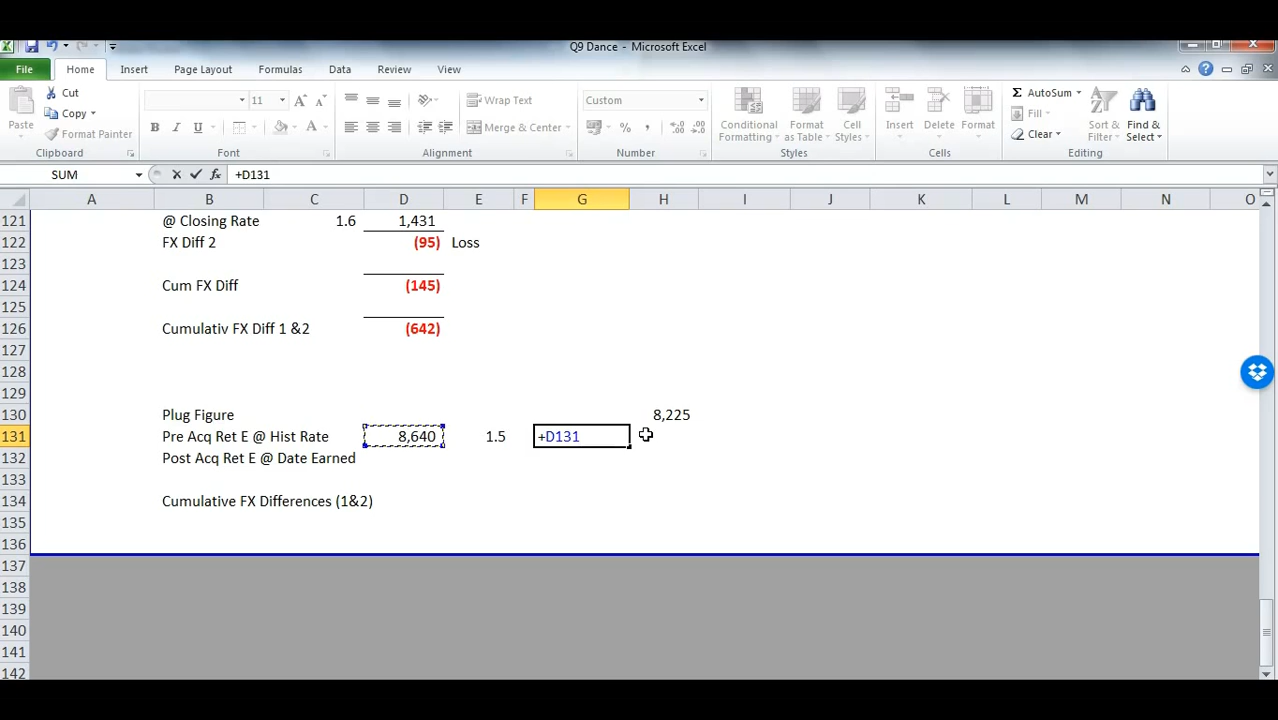 Q9 Dance - Microsoft Excel
File Home Insert Page Layout Formulas Data Review View
Cut
Copy
Paste Format Painter
Clipboard
11
Font
Wrap Text
Merge & Center
Alignment
Custom
Number
Conditional Formatting
Format as Table
Cell Styles
Styles
Insert Delete Format
Cells
AutoSum
Fill
Clear
Sort & Filter
Find & Select
Editing
SUM fx +D131
A B C D E F G H I J K L M N O
121 @ Closing Rate 1.6 1,431
122 FX Diff 2 (95) Loss
123
124 Cum FX Diff (145)
125
126 Cumulativ FX Diff 1 &2 (642)
127
128
129
130 Plug Figure 8,225
131 Pre Acq Ret E @ Hist Rate 8,640 1.5 +D131
132 Post Acq Ret E @ Date Earned
133
134 Cumulative FX Differences (1&2)
135
136
137
138
139
140
141
142